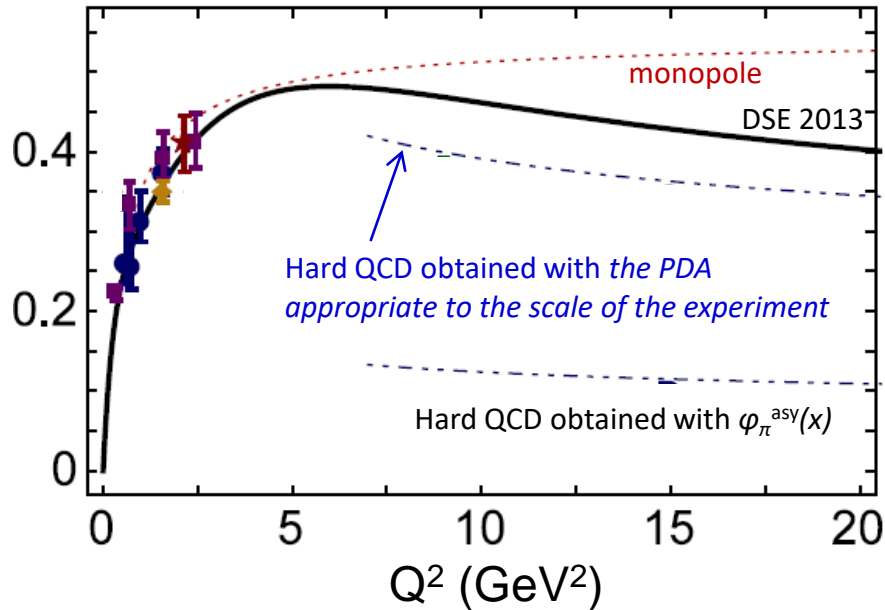 monopole
DSE 2013
0.4
Hard QCD obtained with the PDA
appropriate to the scale of the experiment
0.2
Hard QCD obtained with φπasy(x)
0
0 5 10 15 20
Q² (GeV²)